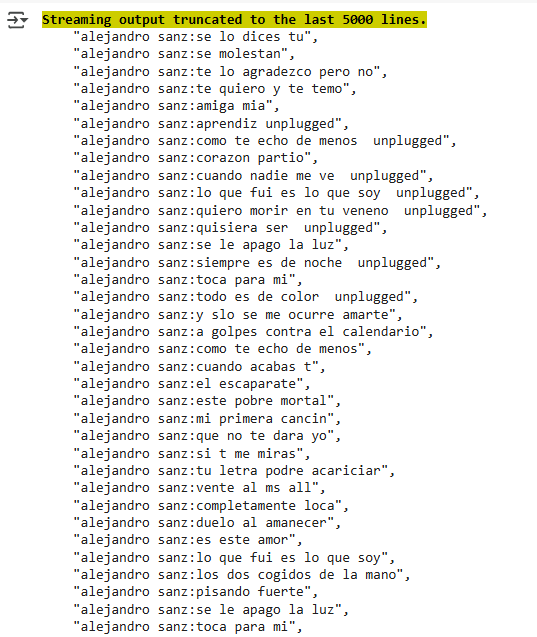 Streaming output truncated to the last 5000 lines.
"alejandro sanz:se lo dices tu",
"alejandro sanz:se molestan",
"alejandro sanz:te lo agradezco pero no",
"alejandro sanz:te quiero y te temo",
"alejandro sanz:amiga mia",
"alejandro sanz:aprendiz unplugged",
"alejandro sanz:como te echo de menos  unplugged",
"alejandro sanz:corazon partio",
"alejandro sanz:cuando nadie me ve  unplugged",
"alejandro sanz:lo que fui es lo que soy  unplugged",
"alejandro sanz:quiero morir en tu veneno  unplugged",
"alejandro sanz:quisiera ser  unplugged",
"alejandro sanz:se le apago la luz",
"alejandro sanz:siempre es de noche  unplugged",
"alejandro sanz:toca para mi",
"alejandro sanz:todo es de color  unplugged",
"alejandro sanz:y slo se me ocurre amarte",
"alejandro sanz:a golpes contra el calendario",
"alejandro sanz:como te echo de menos",
"alejandro sanz:cuando acabas t",
"alejandro sanz:el escaparate",
"alejandro sanz:este pobre mortal",
"alejandro sanz:mi primera cancin",
"alejandro sanz:que no te dara yo",
"alejandro sanz:si t me miras",
"alejandro sanz:tu letra podre acariciar",
"alejandro sanz:vente al ms all",
"alejandro sanz:completamente loca",
"alejandro sanz:duelo al amanecer",
"alejandro sanz:es este amor",
"alejandro sanz:lo que fui es lo que soy",
"alejandro sanz:los dos cogidos de la mano",
"alejandro sanz:pisando fuerte",
"alejandro sanz:se le apago la luz",
"alejandro sanz:toca para mi",